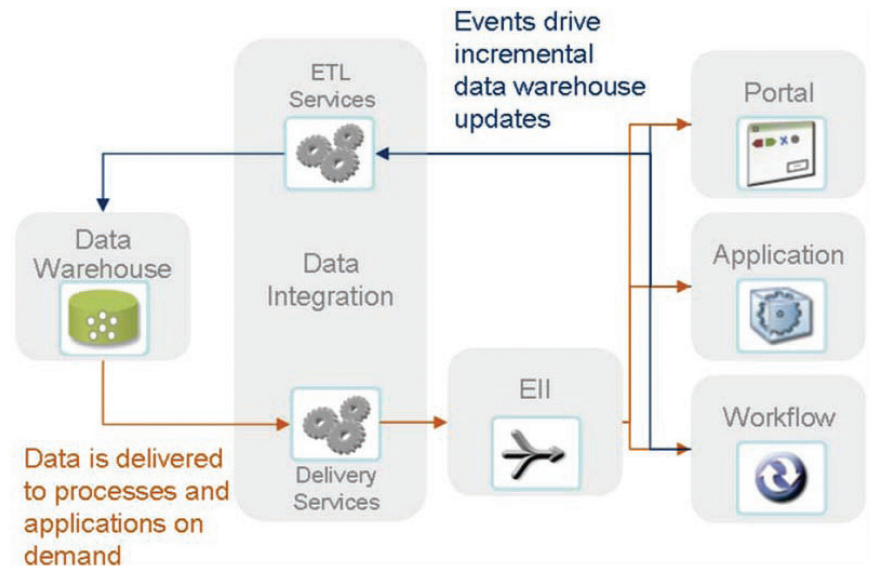 Events drive
incremental
data warehouse
updates
ETL
Services
Portal
Data
Warehouse
Data
Integration
Application
EII
Workflow
Delivery
Services
Data is delivered
to processes and
applications on
demand